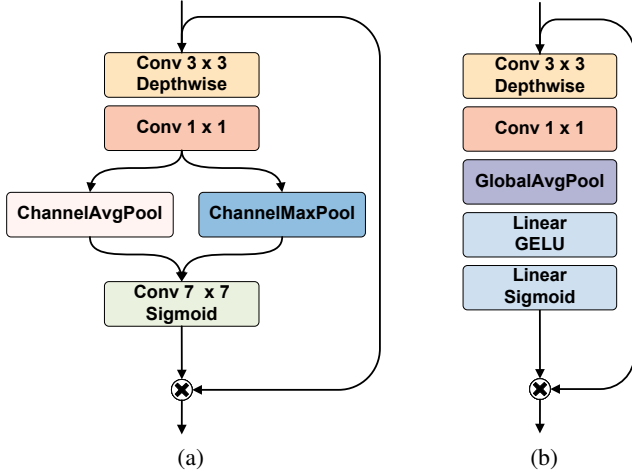 Conv 3 x 3
Depthwise
Conv 1 x 1
ChannelAvgPool
ChannelMaxPool
Conv 7 x 7
Sigmoid
(a)
Conv 3 x 3
Depthwise
Conv 1 x 1
GlobalAvgPool
Linear
GELU
Linear
Sigmoid
(b)